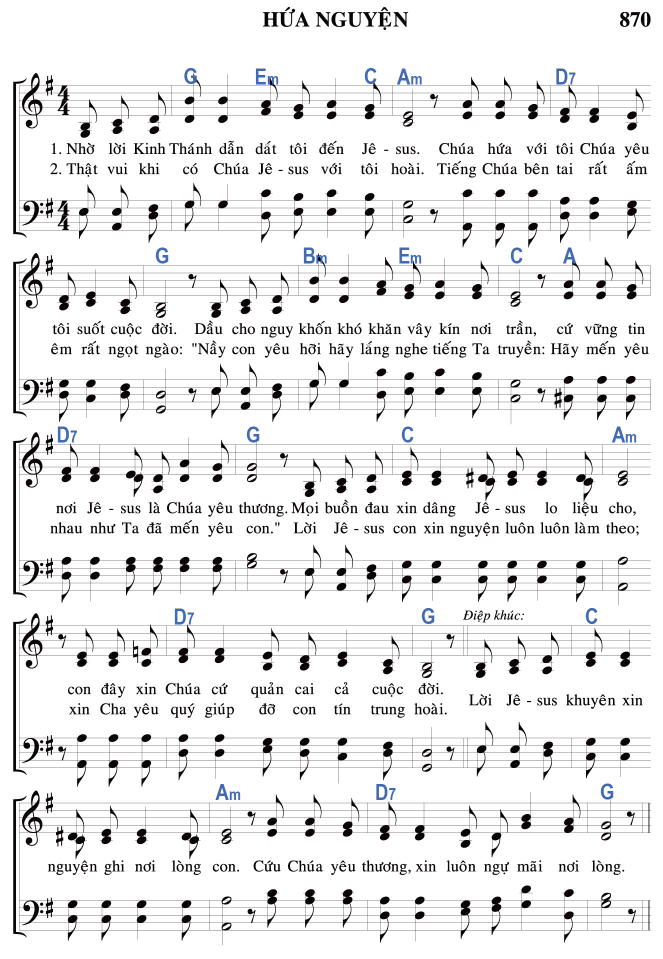 HỨA NGUYỆN 870
G Em C Am D7
1. Nhờ lời Kinh Thánh dẫn dắt tôi đến Jê - sus. Chúa hứa với tôi Chúa yêu
2. Thật vui khi có Chúa Jê - sus với tôi hoài. Tiếng Chúa bên tai rất ấm
G Bm Em C A
tôi suốt cuộc đời. Dầu cho nguy khốn khó khăn vây kín nơi trần, cứ vững tin
êm rất ngọt ngào: "Nầy con yêu hỡi hãy láng nghe tiếng Ta truyền: Hãy mến yêu
D7 G C Am
nơi Jê - sus là Chúa yêu thương. Mọi buồn đau xin dâng Jê - sus lo liệu cho,
nhau như Ta đã mến yêu con." Lời Jê - sus con xin nguyện luôn luôn làm theo;
D7 G Điệp khúc: C
con đây xin Chúa cứ quản cai cả cuộc đời.
xin Cha yêu quý giúp đỡ con tín trung hoài.
Lời Jê - sus khuyên xin
Am D7 G
nguyện ghi nơi lòng con. Cứu Chúa yêu thương, xin luôn ngự mãi nơi lòng.